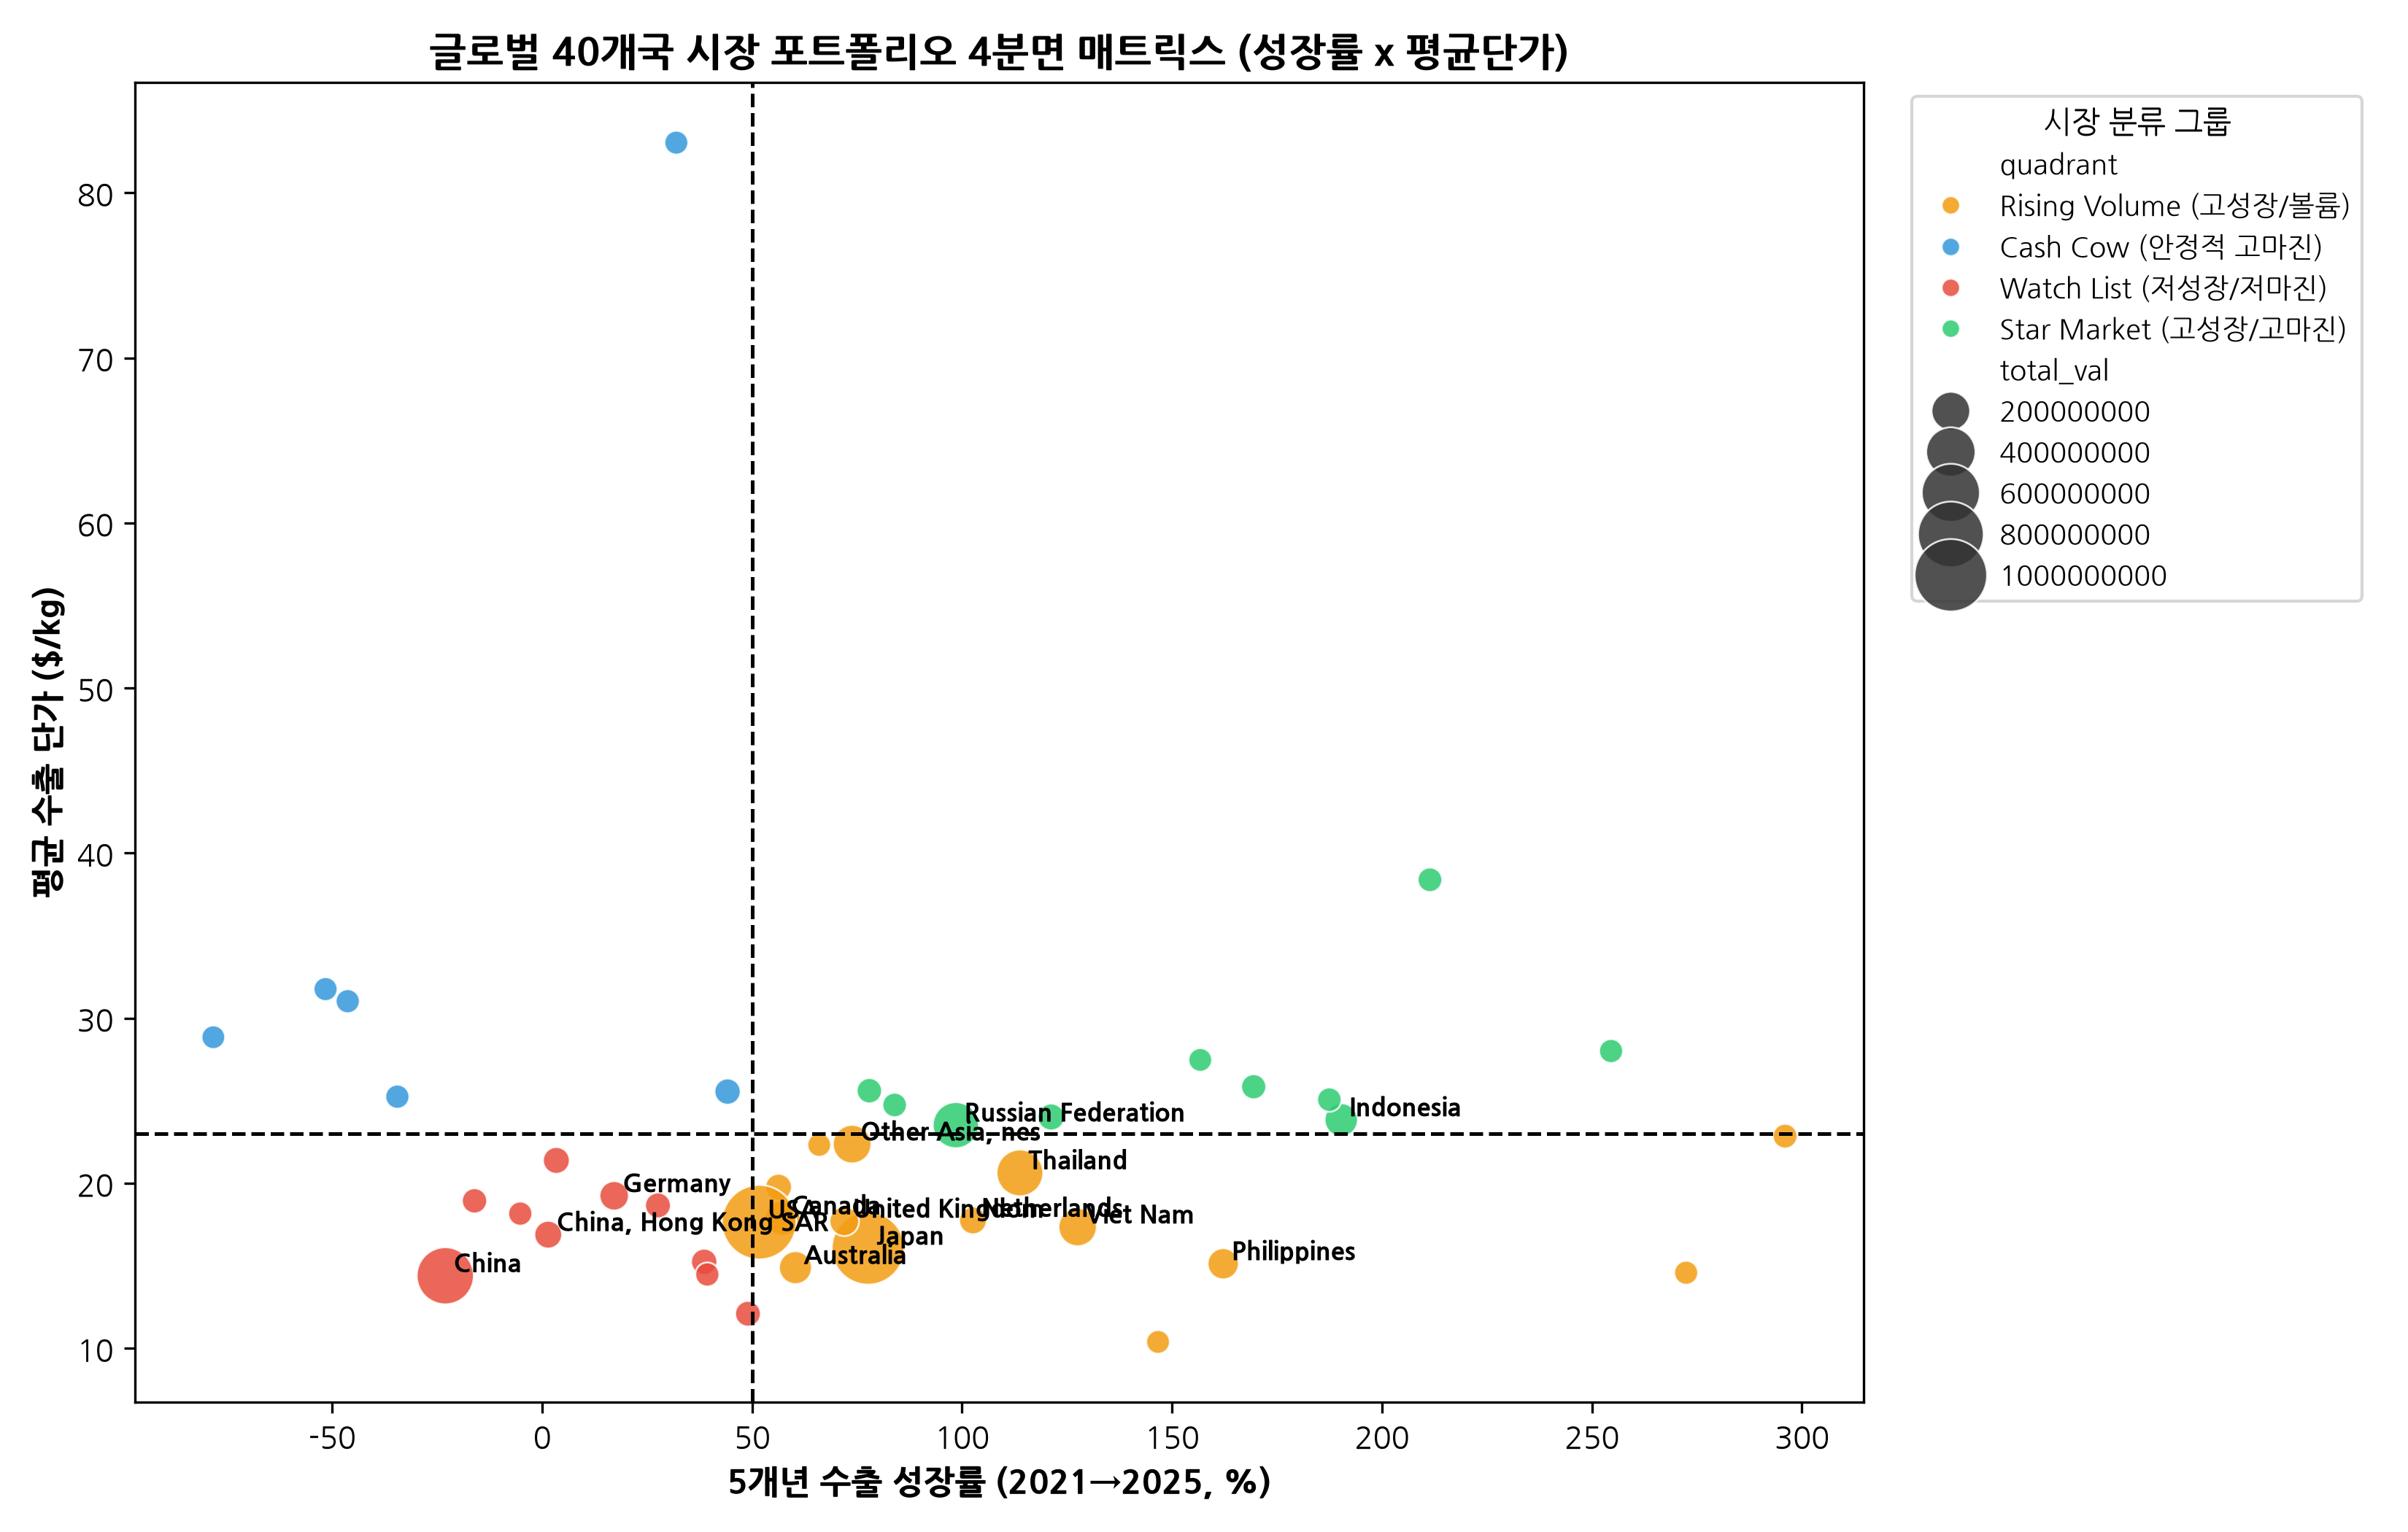 글로벌 40개국 시장 포트폴리오 4분면 매트릭스 (성장률 x 평균단가)
시장 분류 그룹
quadrant
Rising Volume (고성장/볼륨)
Cash Cow (안정적 고마진)
Watch List (저성장/저마진)
Star Market (고성장/고마진)
total_val
200000000
400000000
600000000
800000000
1000000000
평균 수출 단가 ($/kg)
80
70
60
50
40
30
20
10
Indonesia
Russian Federation
Other Asia, nes
Thailand
Germany
Canada
USA
United Kingdom
Netherlands
Viet Nam
China, Hong Kong SAR
Japan
Australia
Philippines
China
-50
0
50
100
150
200
250
300
5개년 수출 성장률 (2021→2025, %)